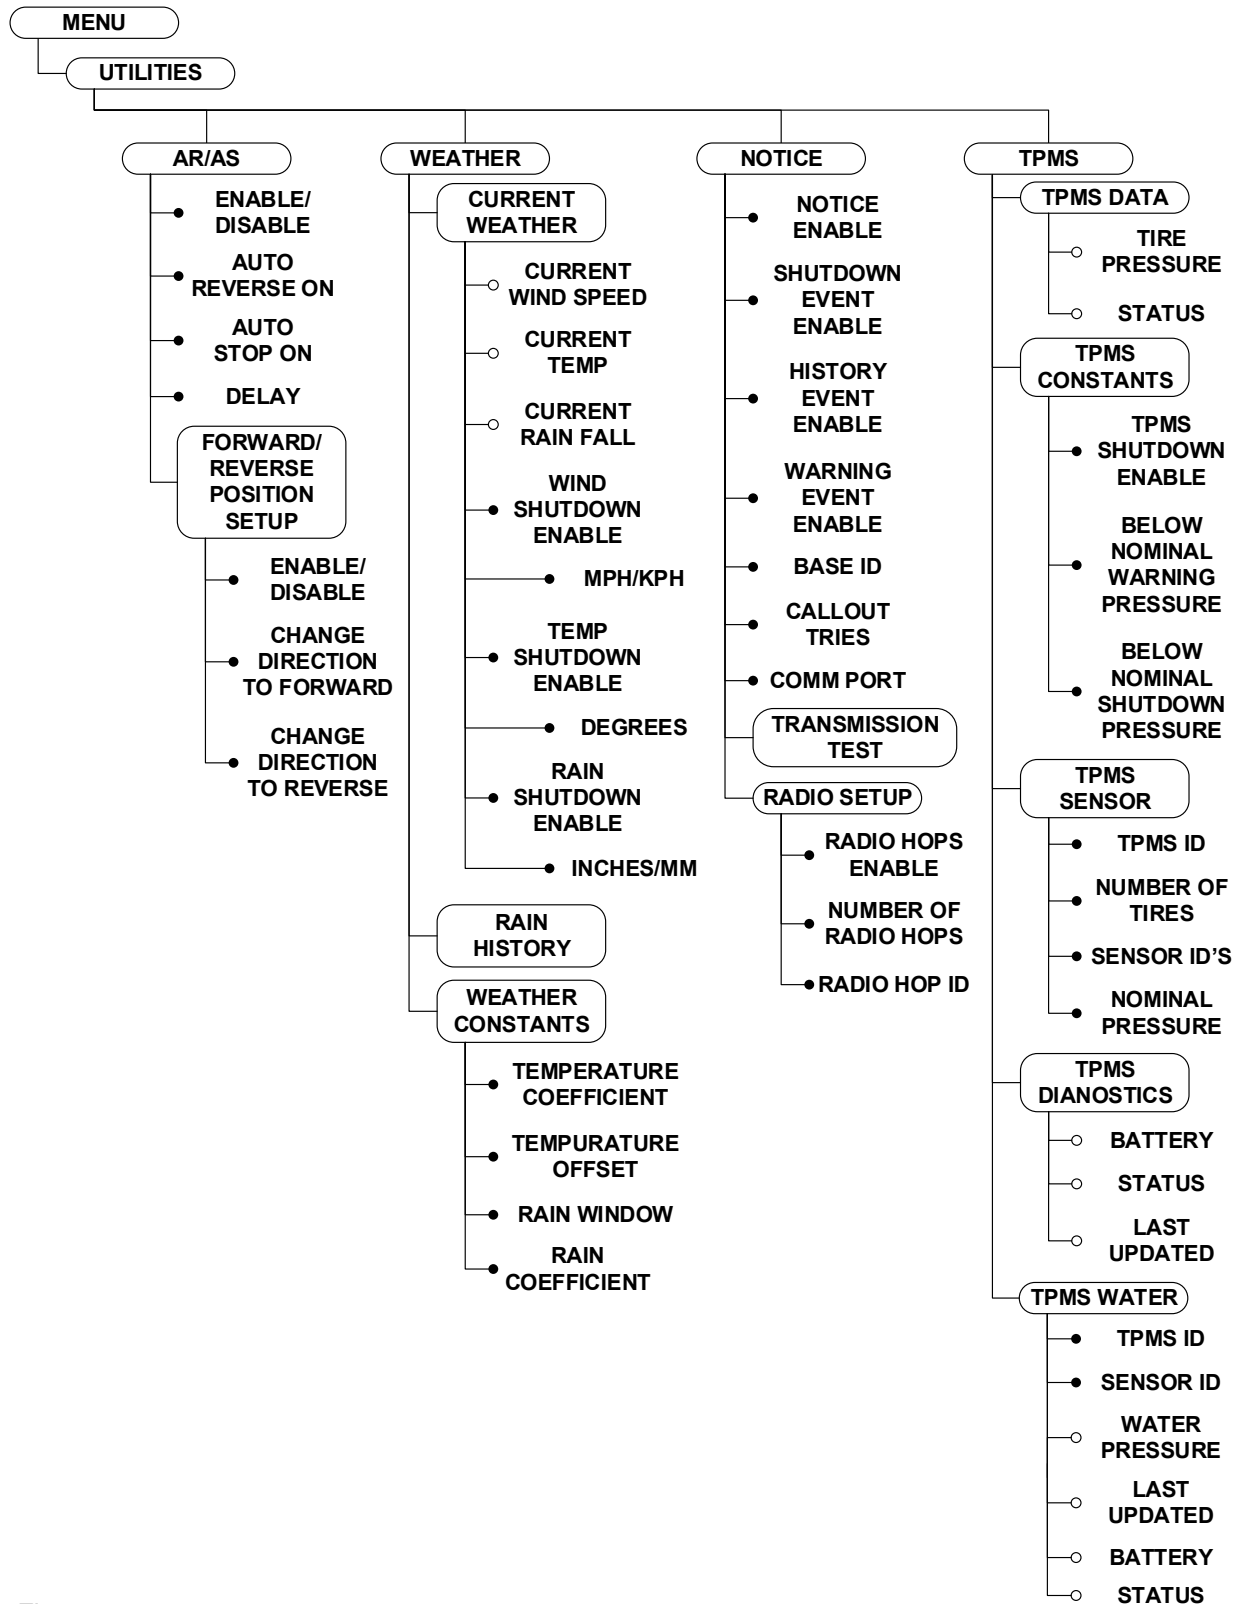 MENU
UTILITIES
AR/AS
ENABLE/
DISABLE
AUTO
REVERSE ON
AUTO
STOP ON
DELAY
FORWARD/
REVERSE
POSITION
SETUP
ENABLE/
DISABLE
CHANGE
DIRECTION
TO FORWARD
CHANGE
DIRECTION
TO REVERSE
WEATHER
CURRENT
WEATHER
CURRENT
WIND SPEED
CURRENT
TEMP
CURRENT
RAIN FALL
WIND
SHUTDOWN
ENABLE
MPH/KPH
TEMP
SHUTDOWN
ENABLE
DEGREES
RAIN
SHUTDOWN
ENABLE
INCHES/MM
RAIN
HISTORY
WEATHER
CONSTANTS
TEMPERATURE
COEFFICIENT
TEMPURATURE
OFFSET
RAIN WINDOW
RAIN
COEFFICIENT
NOTICE
NOTICE
ENABLE
SHUTDOWN
EVENT
ENABLE
HISTORY
EVENT
ENABLE
WARNING
EVENT
ENABLE
BASE ID
CALLOUT
TRIES
COMM PORT
TRANSMISSION
TEST
RADIO SETUP
RADIO HOPS
ENABLE
NUMBER OF
RADIO HOPS
RADIO HOP ID
TPMS
TPMS DATA
TIRE
PRESSURE
STATUS
TPMS
CONSTANTS
TPMS
SHUTDOWN
ENABLE
BELOW
NOMINAL
WARNING
PRESSURE
BELOW
NOMINAL
SHUTDOWN
PRESSURE
TPMS
SENSOR
TPMS ID
NUMBER OF
TIRES
SENSOR ID'S
NOMINAL
PRESSURE
TPMS
DIANOSTICS
BATTERY
STATUS
LAST
UPDATED
TPMS WATER
TPMS ID
SENSOR ID
WATER
PRESSURE
LAST
UPDATED
BATTERY
STATUS